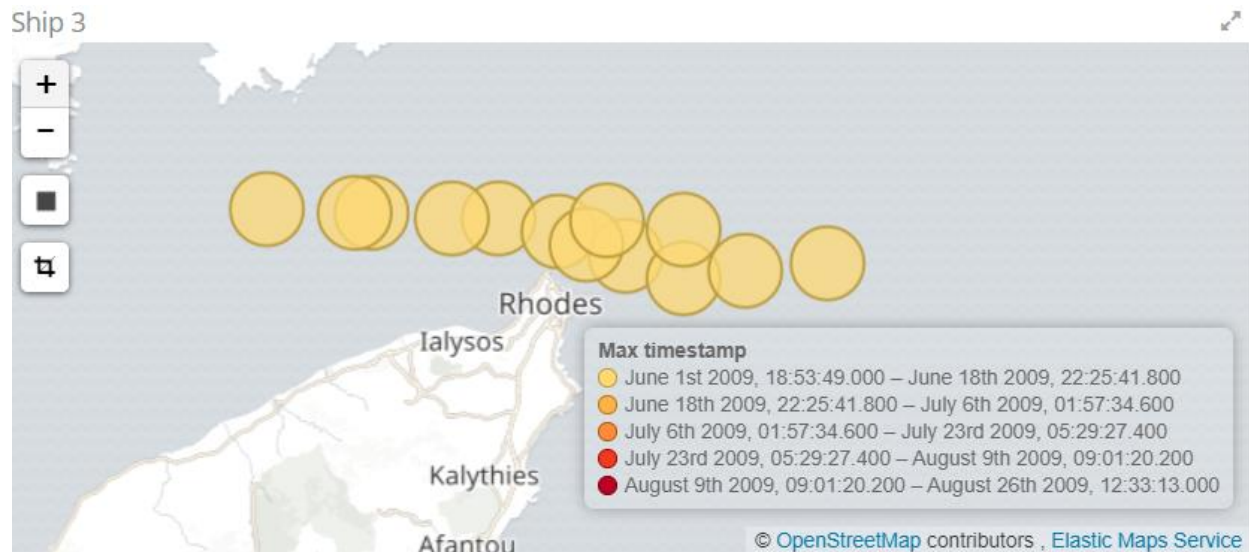 Ship 3
+
−
Rhodes
Ialysos
Max timestamp
June 1st 2009, 18:53:49.000 – June 18th 2009, 22:25:41.800
June 18th 2009, 22:25:41.800 – July 6th 2009, 01:57:34.600
July 6th 2009, 01:57:34.600 – July 23rd 2009, 05:29:27.400
July 23rd 2009, 05:29:27.400 – August 9th 2009, 09:01:20.200
August 9th 2009, 09:01:20.200 – August 26th 2009, 12:33:13.000
Kalythies
Afantou
© OpenStreetMap contributors , Elastic Maps Service